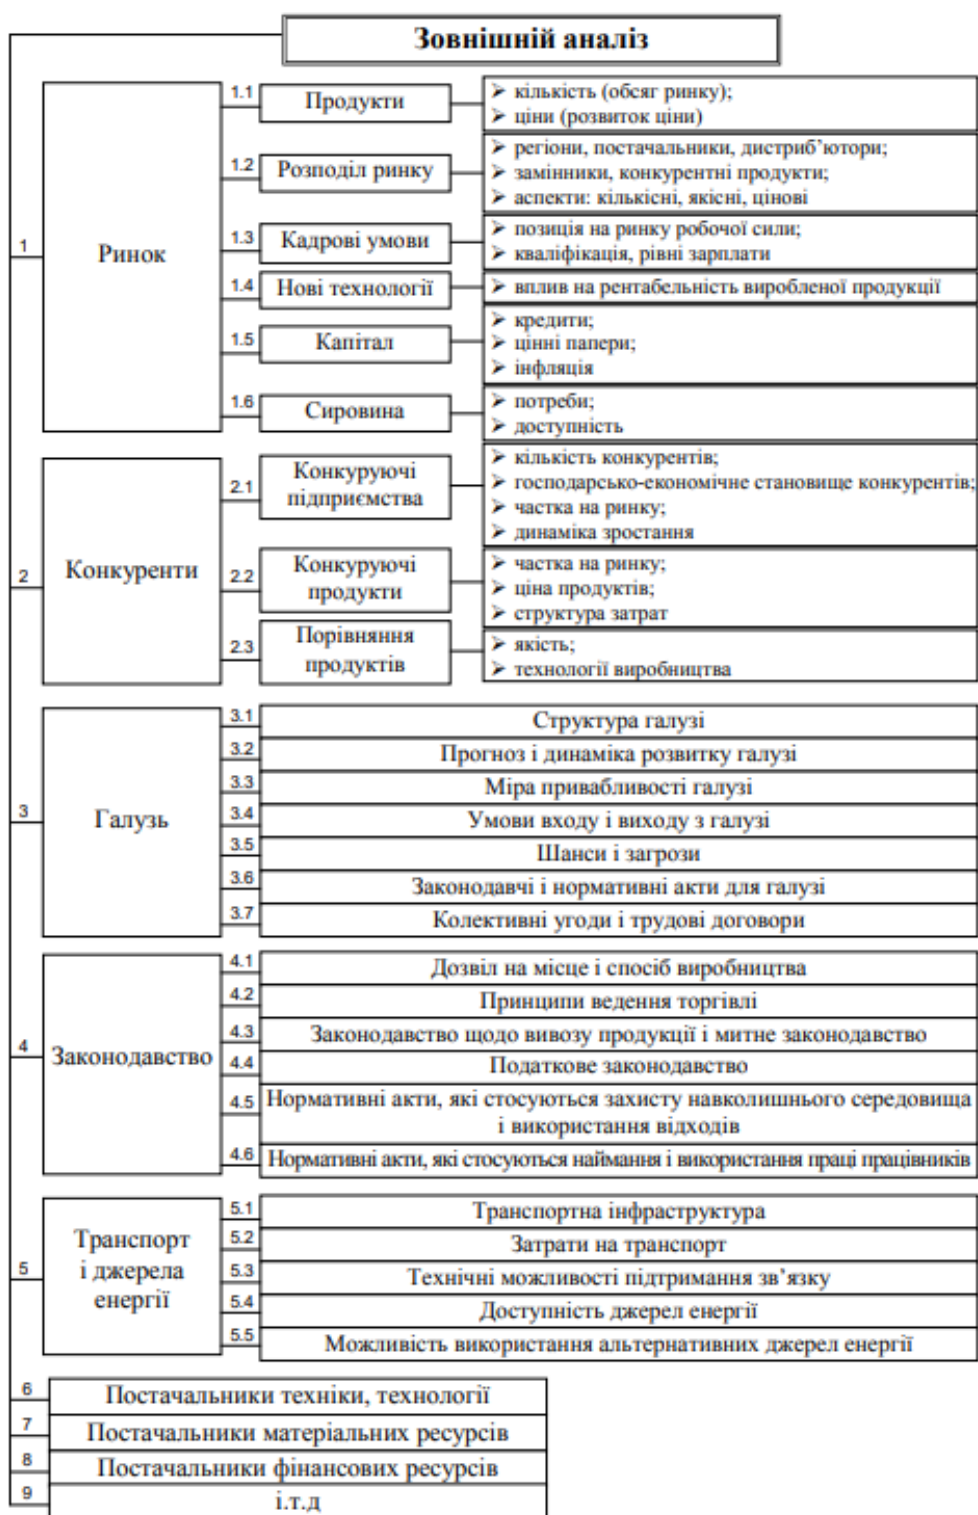 Зовнішній аналіз
1
Ринок
1.1
Продукти
➢ кількість (обсяг ринку);
➢ ціни (розвиток ціни)
1.2
Розподіл ринку
➢ регіони, постачальники, дистриб’ютори;
➢ замінники, конкурентні продукти;
➢ аспекти: кількісні, якісні, цінові
1.3
Кадрові умови
➢ позиція на ринку робочої сили;
➢ кваліфікація, рівні зарплати
1.4
Нові технології
➢ вплив на рентабельність виробленої продукції
1.5
Капітал
➢ кредити;
➢ цінні папери;
➢ інфляція
1.6
Сировина
➢ потреби;
➢ доступність
2
Конкуренти
2.1
Конкуруючі
підприємства
➢ кількість конкурентів;
➢ господарсько-економічне становище конкурентів;
➢ частка на ринку;
➢ динаміка зростання
2.2
Конкуруючі
продукти
➢ частка на ринку;
➢ ціна продуктів;
➢ структура затрат
2.3
Порівняння
продуктів
➢ якість;
➢ технології виробництва
3
Галузь
3.1
Структура галузі
3.2
Прогноз і динаміка розвитку галузі
3.3
Міра привабливості галузі
3.4
Умови входу і виходу з галузі
3.5
Шанси і загрози
3.6
Законодавчі і нормативні акти для галузі
3.7
Колективні угоди і трудові договори
4
Законодавство
4.1
Дозвіл на місце і спосіб виробництва
4.2
Принципи ведення торгівлі
4.3
Законодавство щодо вивозу продукції і митне законодавство
4.4
Податкове законодавство
4.5
Нормативні акти, які стосуються захисту навколишнього середовища
і використання відходів
4.6
Нормативні акти, які стосуються наймання і використання праці працівників
5
Транспорт
і джерела
енергії
5.1
Транспортна інфраструктура
5.2
Затрати на транспорт
5.3
Технічні можливості підтримання зв’язку
5.4
Доступність джерел енергії
5.5
Можливість використання альтернативних джерел енергії
6
Постачальники техніки, технології
7
Постачальники матеріальних ресурсів
8
Постачальники фінансових ресурсів
9
і.т.д